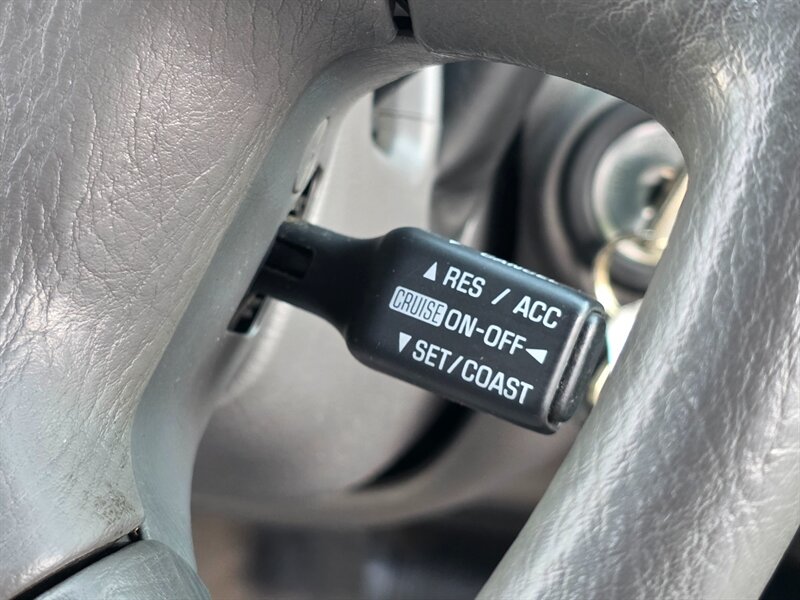 ▲ RES / ACC
CRUISE ON-OFF ◄
▼ SET/COAST